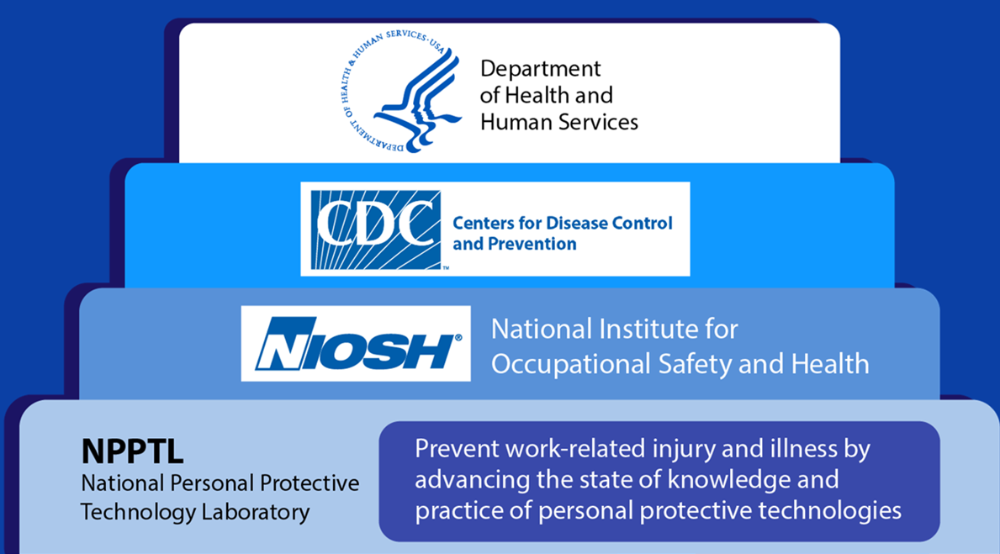 DEPARTMENT OF HEALTH & HUMAN SERVICES · USA
Department
of Health and
Human Services
CDC
™
Centers for Disease Control
and Prevention
NIOSH®
National Institute for
Occupational Safety and Health
NPPTL
National Personal Protective
Technology Laboratory
Prevent work-related injury and illness by
advancing the state of knowledge and
practice of personal protective technologies